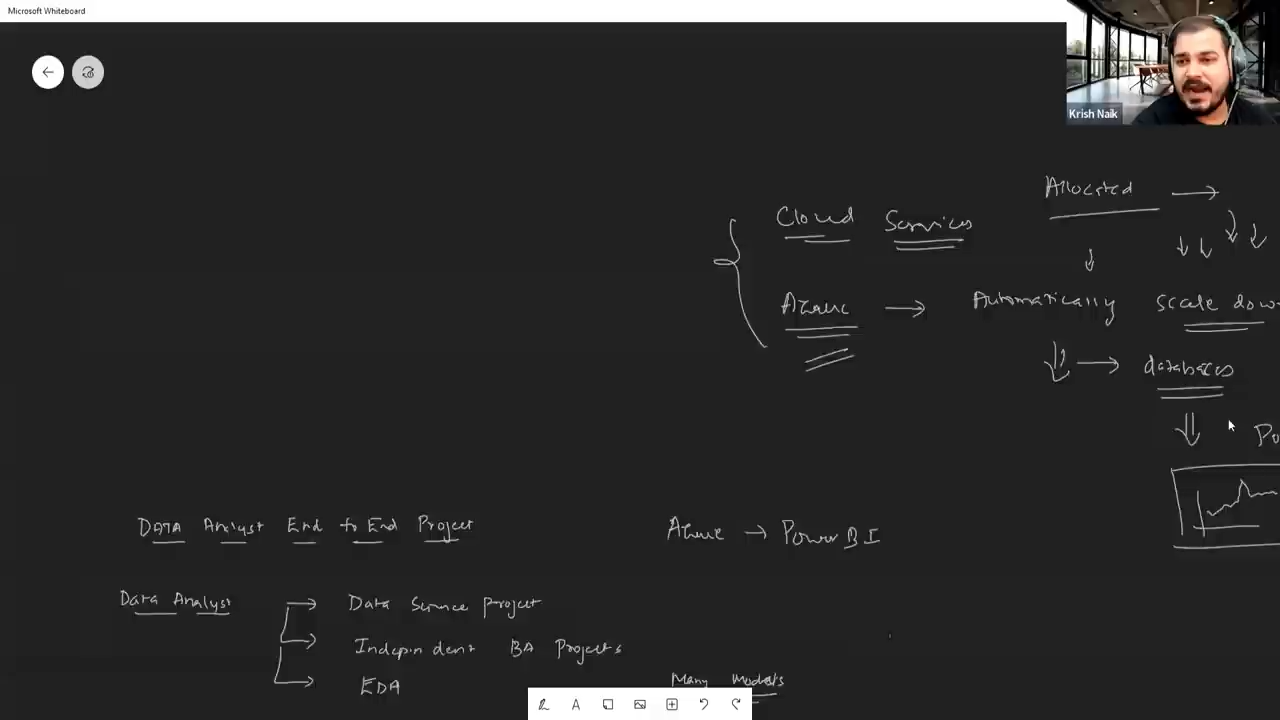 Microsoft Whiteboard
Krish Naik
Allocated
Cloud Services
Azure
Automatically scale dow
databases
Po
DATA Analyst End to End Project
Azure → Power BI
Data Analyst
Data Science project
Independent BA Projects
EDA
Many Models